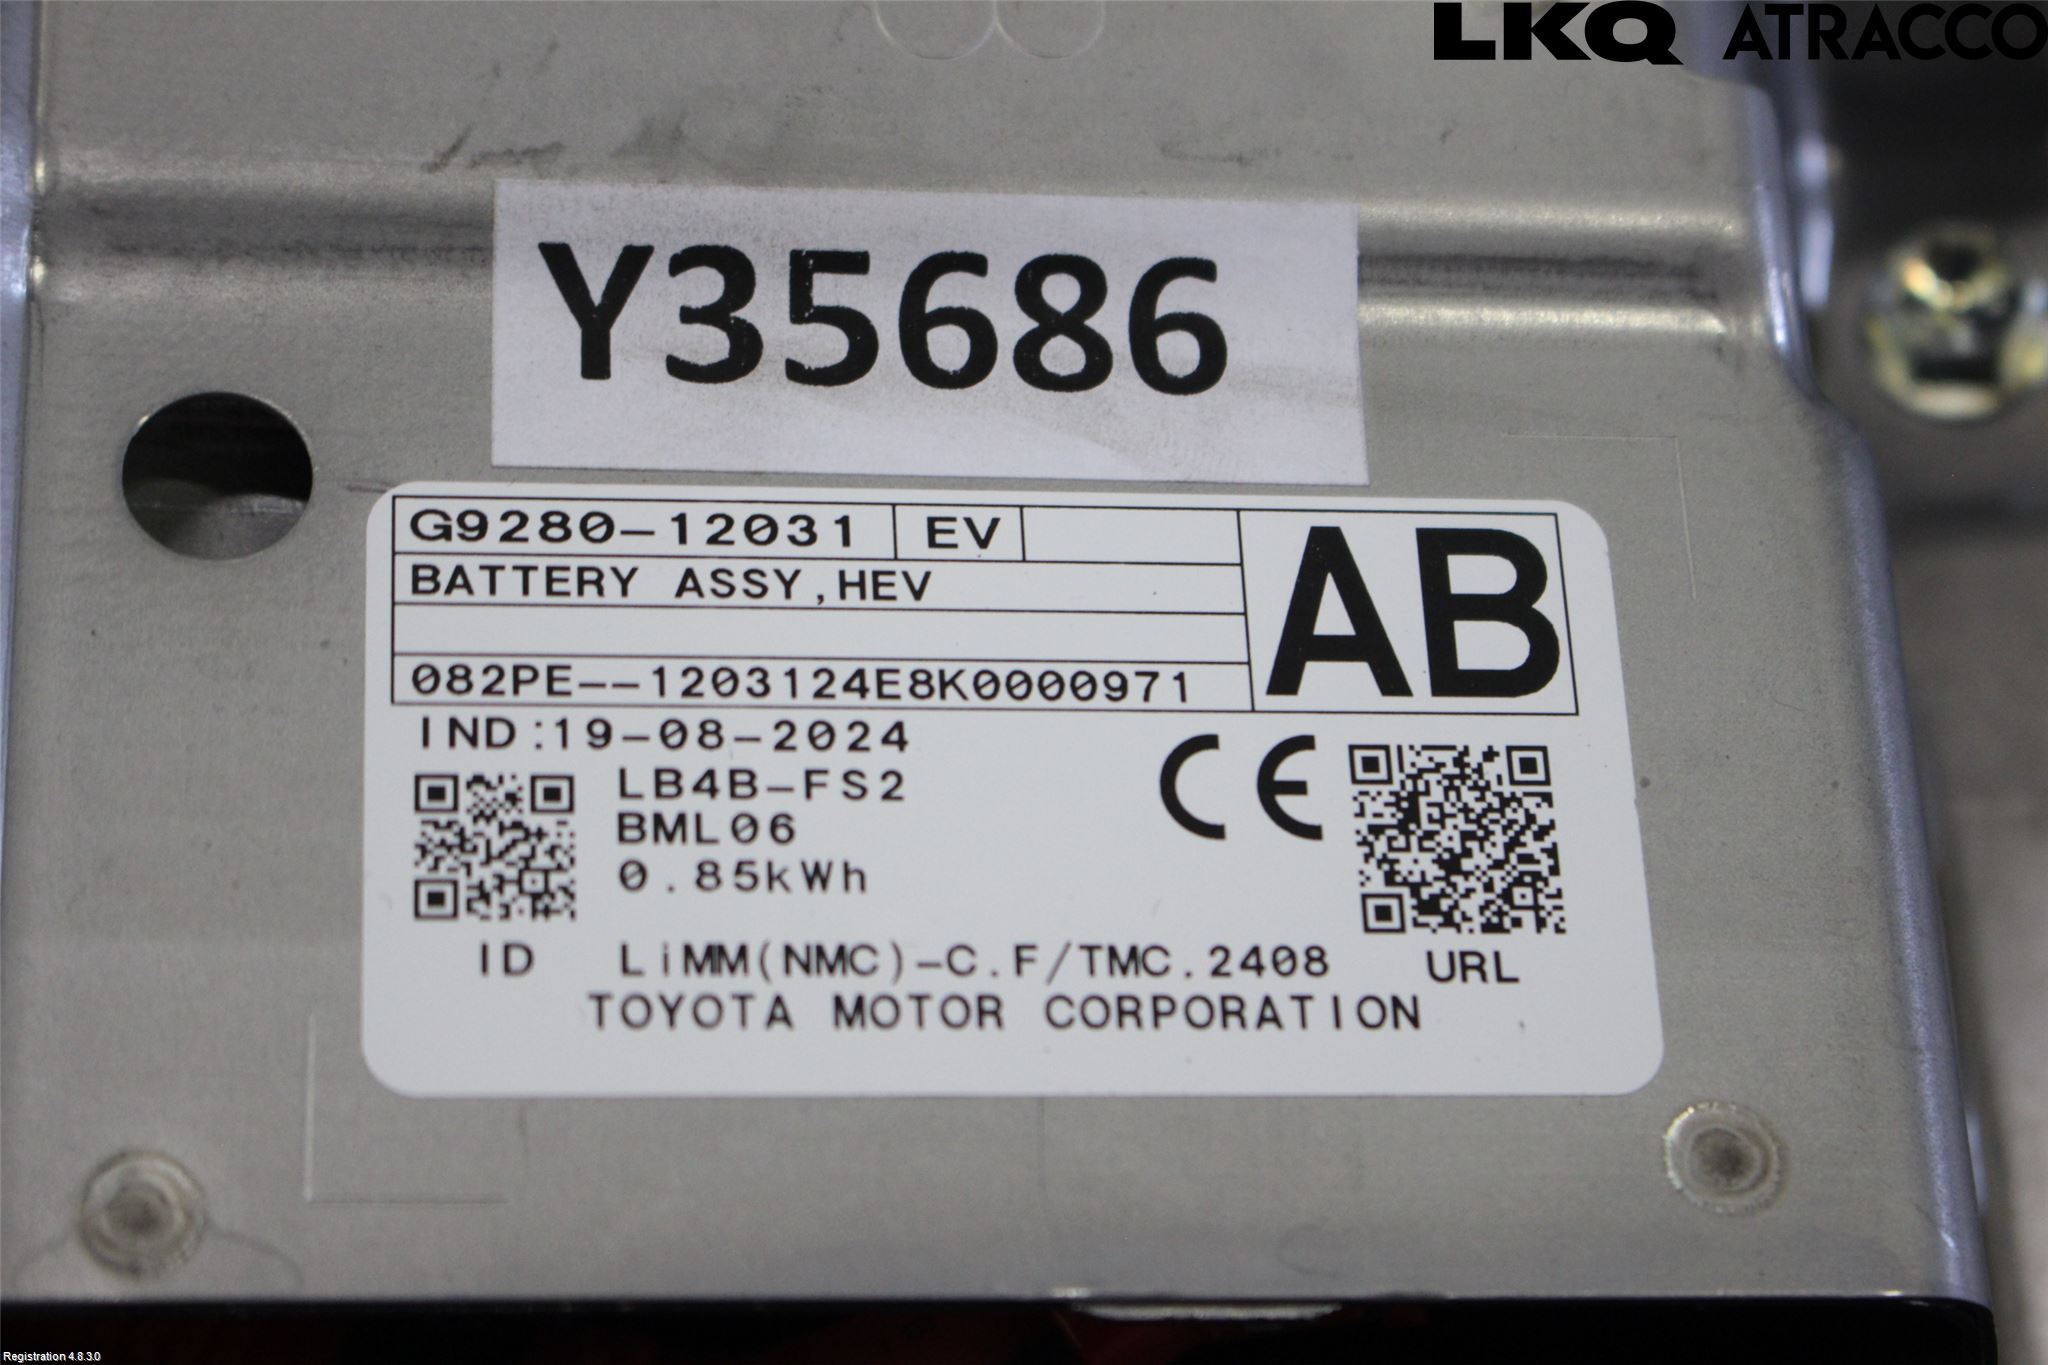 LKQ ATRACCO
Y35686
G9280-12031 EV
AB
BATTERY ASSY,HEV
082PE--1203124E8K0000971
IND:19-08-2024
LB4B-FS2
BML06
0.85kWh
CE
ID LiMM(NMC)-C.F/TMC.2408 URL
TOYOTA MOTOR CORPORATION
Registration 4.8.3.0